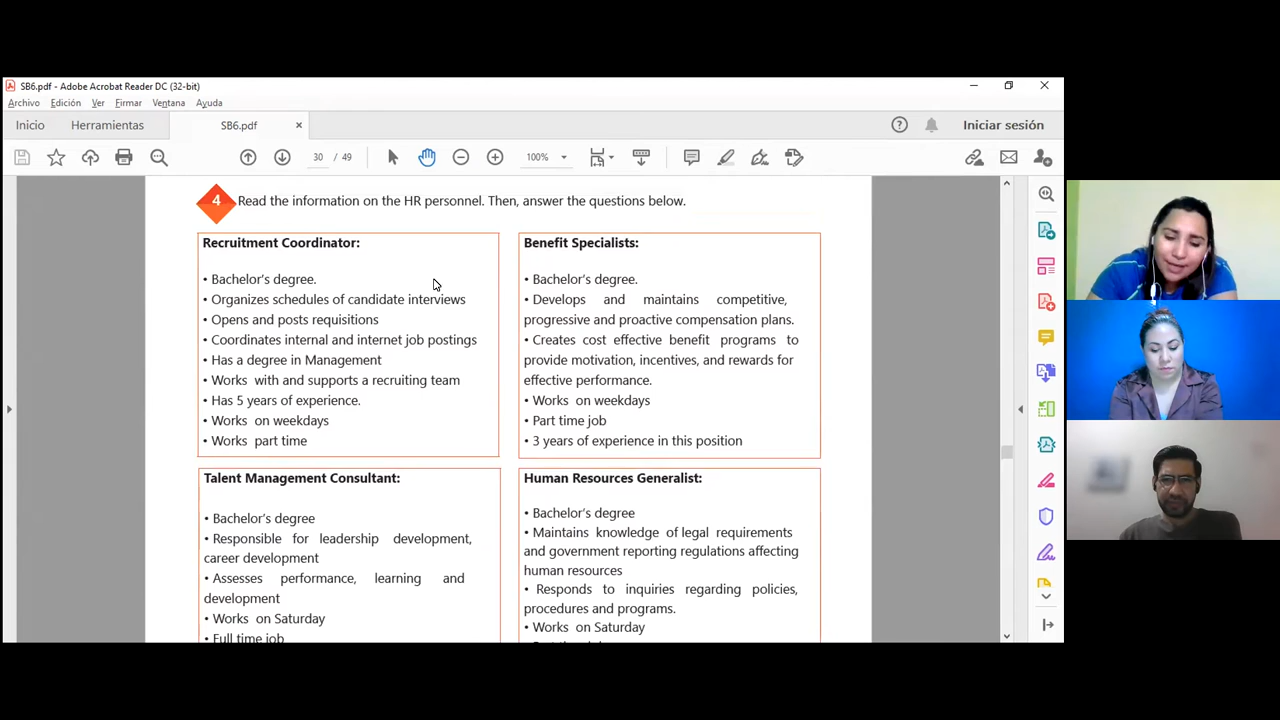 SB6.pdf - Adobe Acrobat Reader DC (32-bit)
Archivo Edición Ver Firmar Ventana Ayuda
Inicio Herramientas SB6.pdf × Iniciar sesión
30 / 49 100%
4 Read the information on the HR personnel. Then, answer the questions below.
Recruitment Coordinator:
• Bachelor's degree.
• Organizes schedules of candidate interviews
• Opens and posts requisitions
• Coordinates internal and internet job postings
• Has a degree in Management
• Works with and supports a recruiting team
• Has 5 years of experience.
• Works on weekdays
• Works part time
Benefit Specialists:
• Bachelor's degree.
• Develops and maintains competitive,
progressive and proactive compensation plans.
• Creates cost effective benefit programs to
provide motivation, incentives, and rewards for
effective performance.
• Works on weekdays
• Part time job
• 3 years of experience in this position
Talent Management Consultant:
• Bachelor's degree
• Responsible for leadership development,
career development
• Assesses performance, learning and
development
• Works on Saturday
• Full time job
Human Resources Generalist:
• Bachelor's degree
• Maintains knowledge of legal requirements
and government reporting regulations affecting
human resources
• Responds to inquiries regarding policies,
procedures and programs.
• Works on Saturday